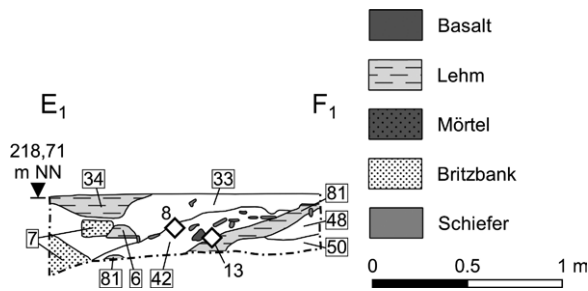 E1
F1
218,71
m NN
34
33
8
81
48
50
7
81
6
42
13
Basalt
Lehm
Mörtel
Britzbank
Schiefer
0 0.5 1 m